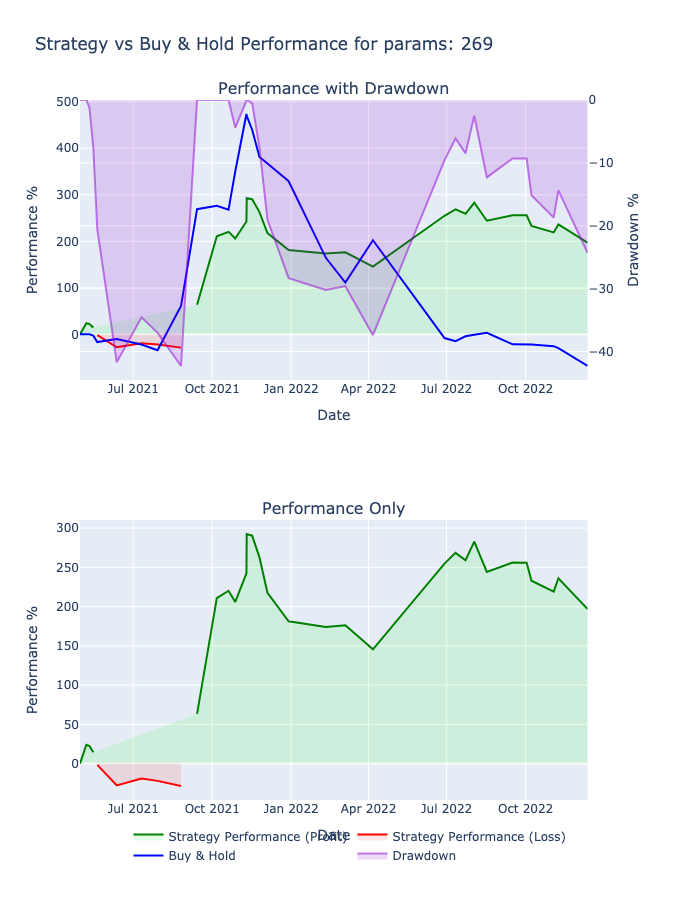 Strategy vs Buy & Hold Performance for params: 269
Performance with Drawdown
500
400
300
200
100
0
Performance %
0
−10
−20
−30
−40
Drawdown %
Jul 2021 Oct 2021 Jan 2022 Apr 2022 Jul 2022 Oct 2022
Date
Performance Only
300
250
200
150
100
50
0
Performance %
Jul 2021 Oct 2021 Jan 2022 Apr 2022 Jul 2022 Oct 2022
Date
Strategy Performance (Profit) Strategy Performance (Loss)
Buy & Hold Drawdown